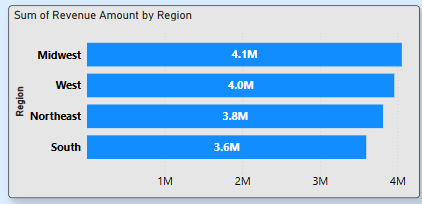 Sum of Revenue Amount by Region
Region
Midwest 4.1M
West 4.0M
Northeast 3.8M
South 3.6M
1M 2M 3M 4M